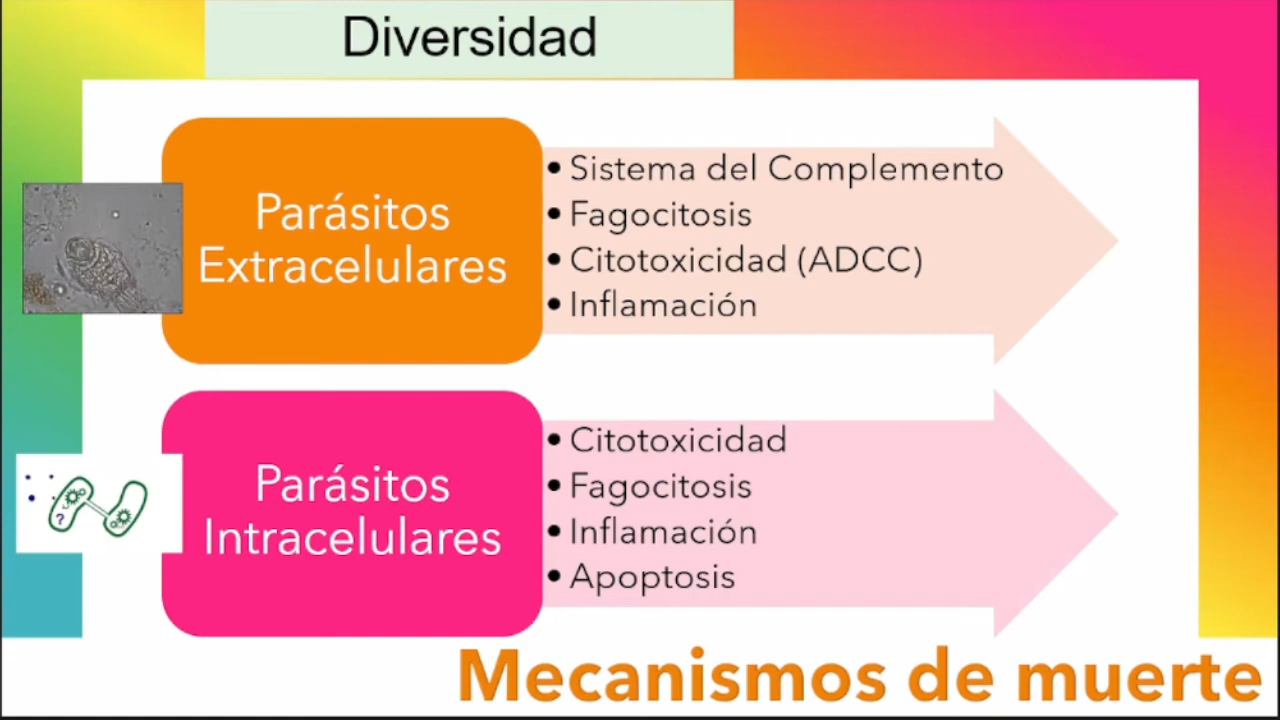 Diversidad
Parásitos
Extracelulares
• Sistema del Complemento
• Fagocitosis
• Citotoxicidad (ADCC)
• Inflamación
Parásitos
Intracelulares
• Citotoxicidad
• Fagocitosis
• Inflamación
• Apoptosis
?
Mecanismos de muerte